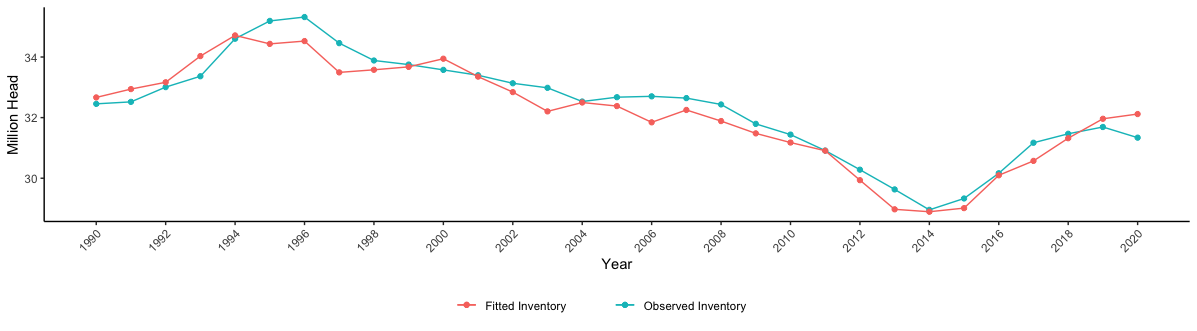 Million Head
34
32
30
1990 1992 1994 1996 1998 2000 2002 2004 2006 2008 2010 2012 2014 2016 2018 2020
Year
Fitted Inventory Observed Inventory